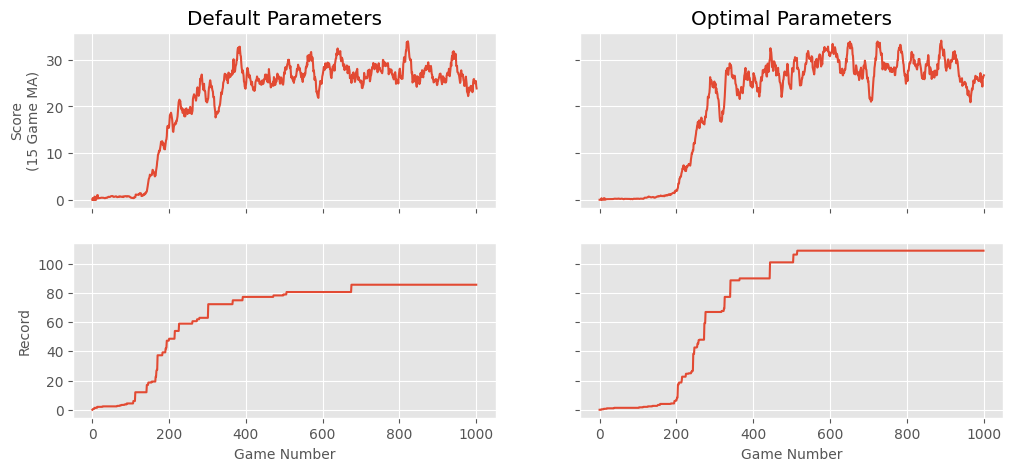 Default Parameters
Optimal Parameters
Score
(15 Game MA)
30
20
10
0
Record
100
80
60
40
20
0
0 200 400 600 800 1000
0 200 400 600 800 1000
Game Number
Game Number